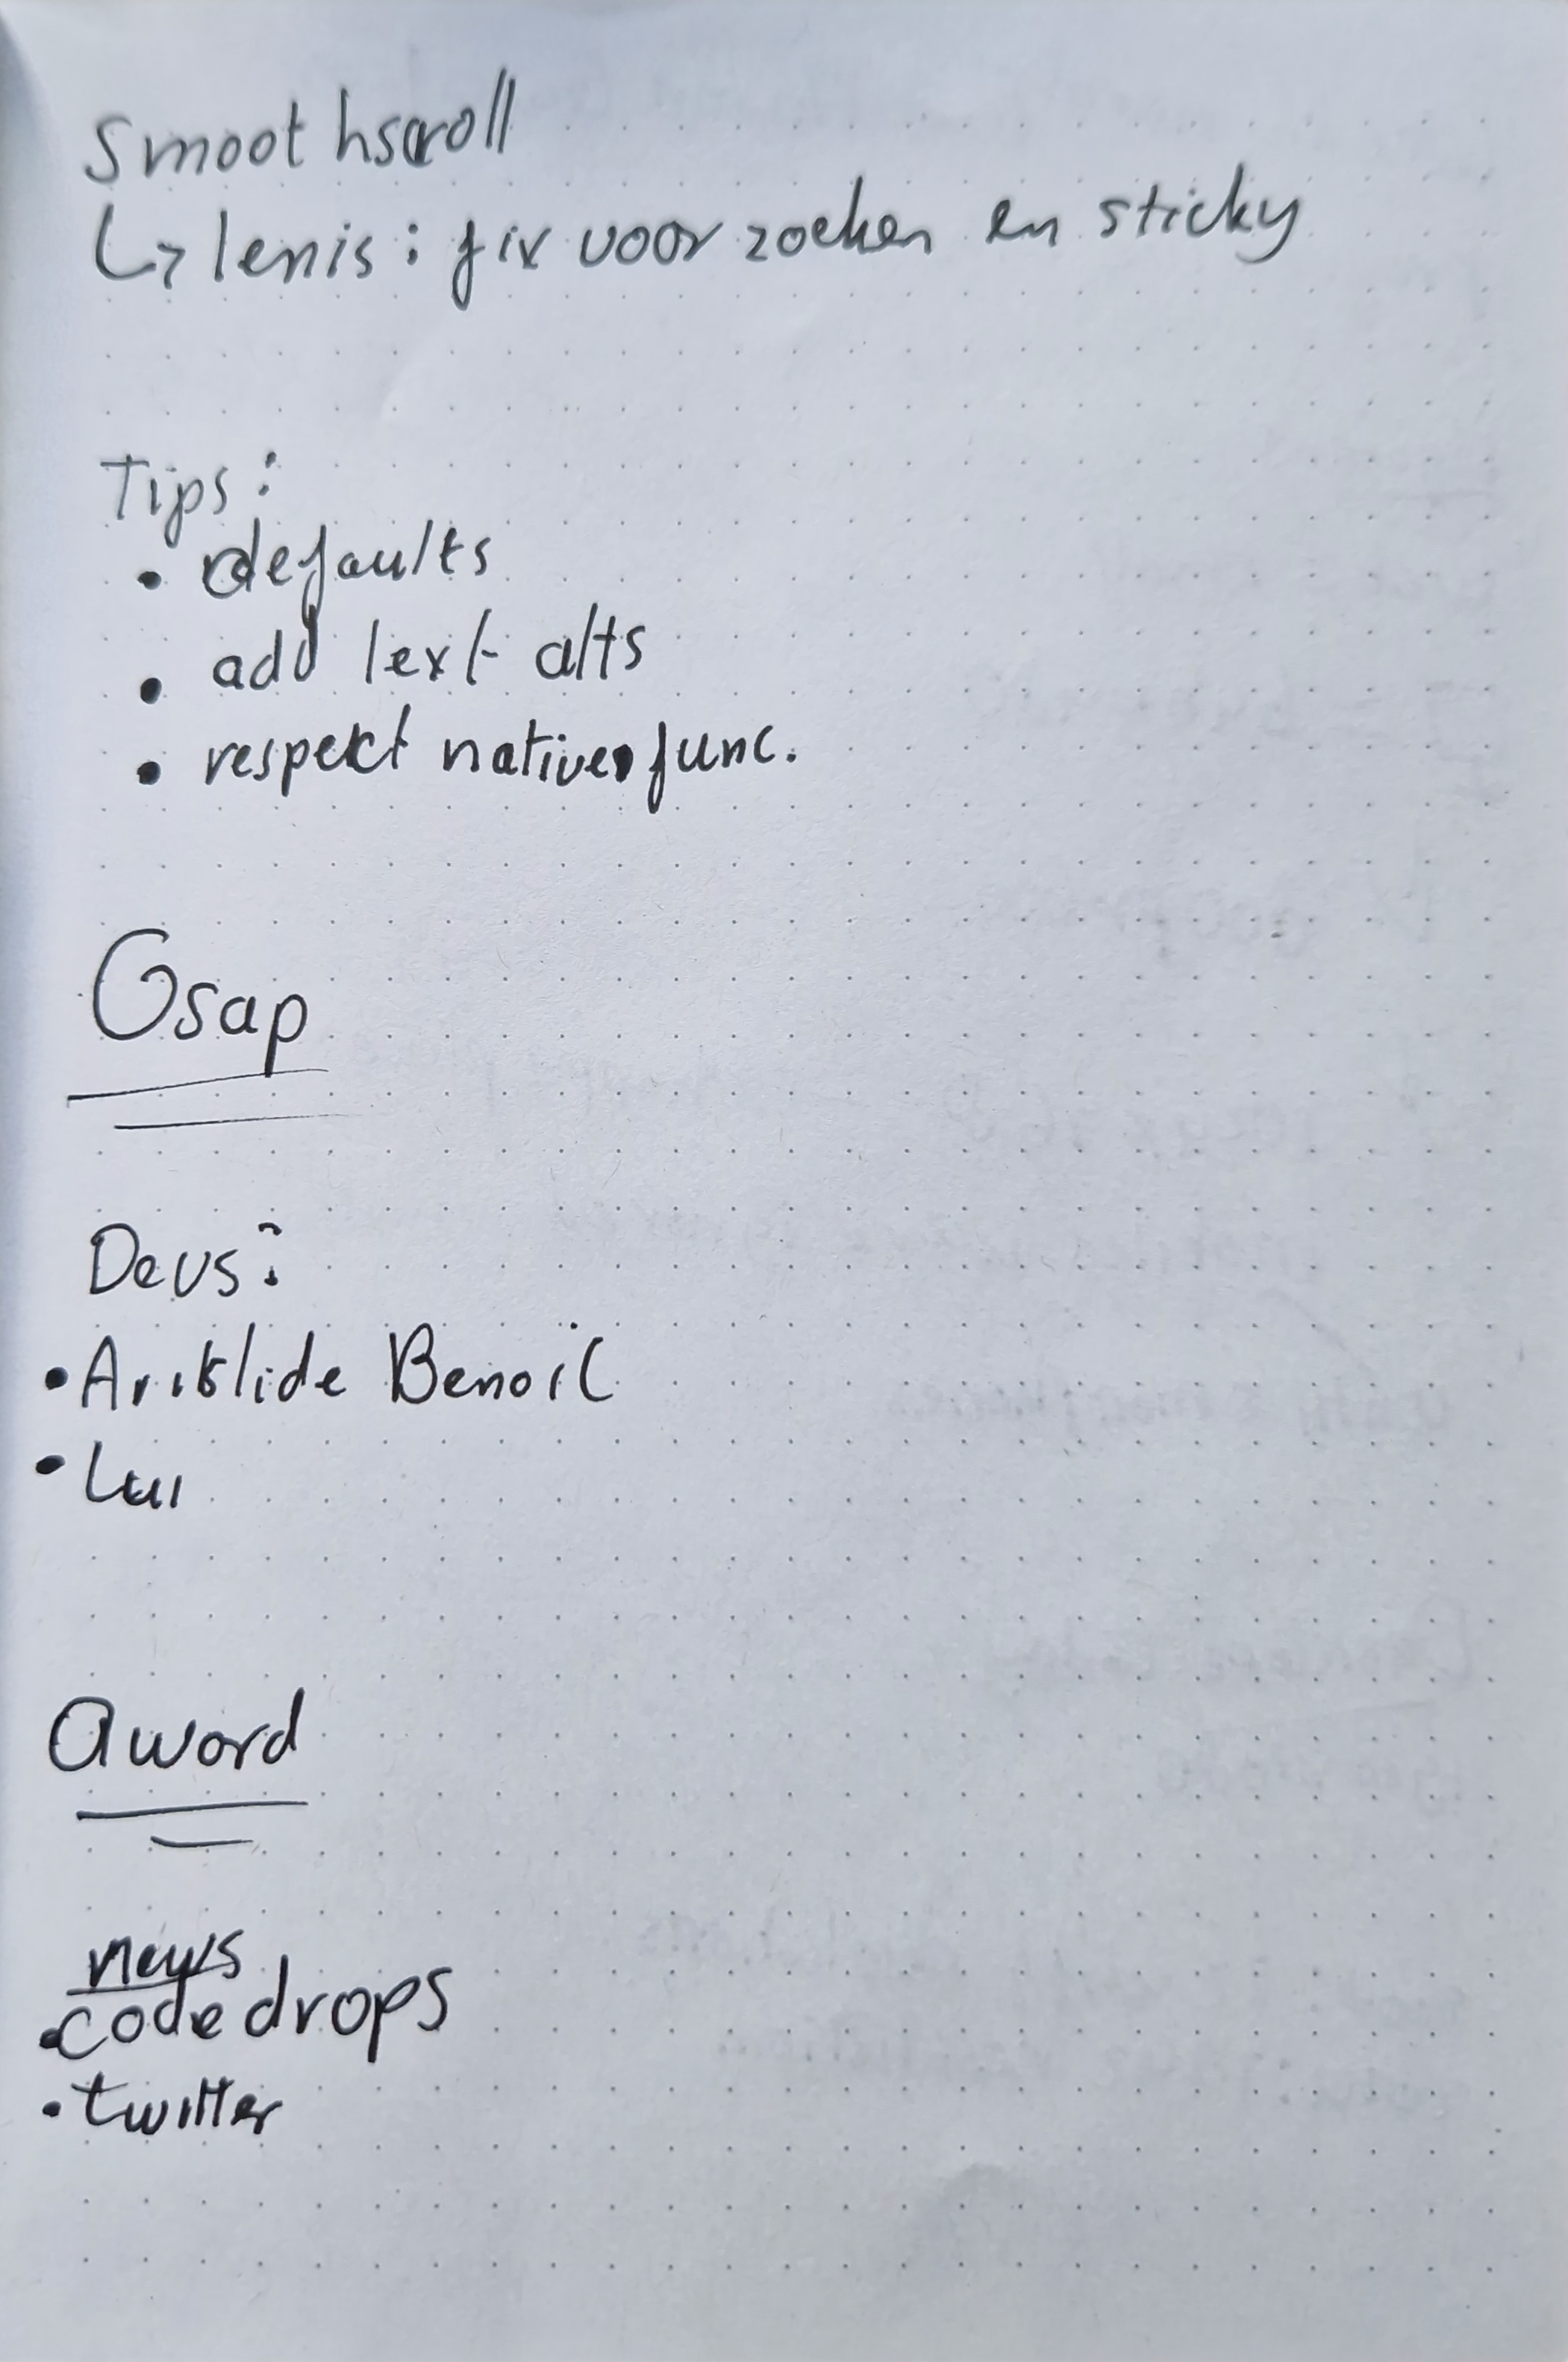 Smoothscroll
↳ lenis: fix voor zoeken en sticky
Tips:
• defaults
• add text alts
• respect native func.
Gsap
Devs:
• Aristide Benoit
• Lui
Award
news
• codedrops
• twitter